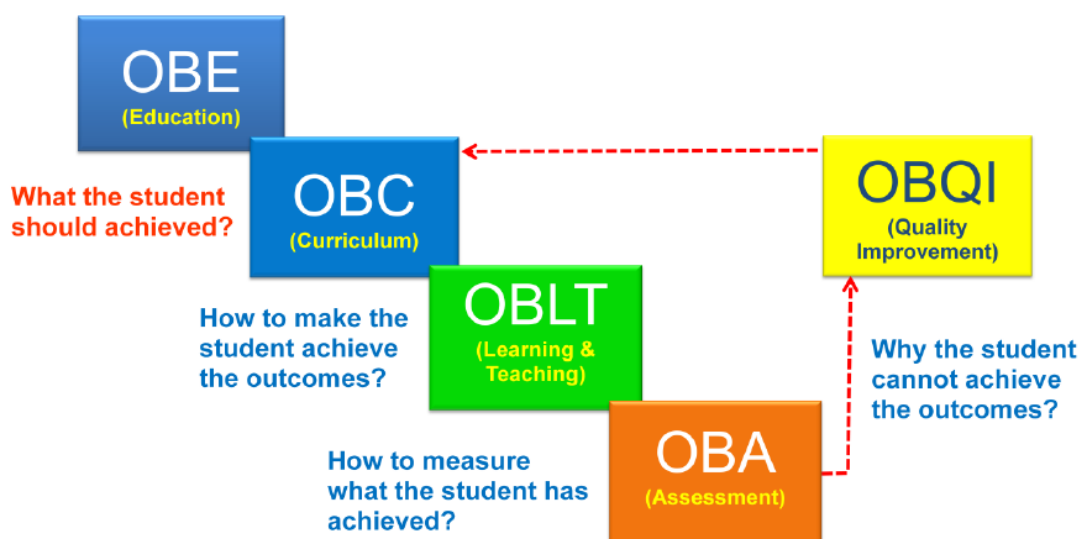 OBE
(Education)
OBC
(Curriculum)
What the student
should achieved?
OBQI
(Quality
Improvement)
OBLT
(Learning &
Teaching)
How to make the
student achieve
the outcomes?
Why the student
cannot achieve
the outcomes?
OBA
(Assessment)
How to measure
what the student has
achieved?